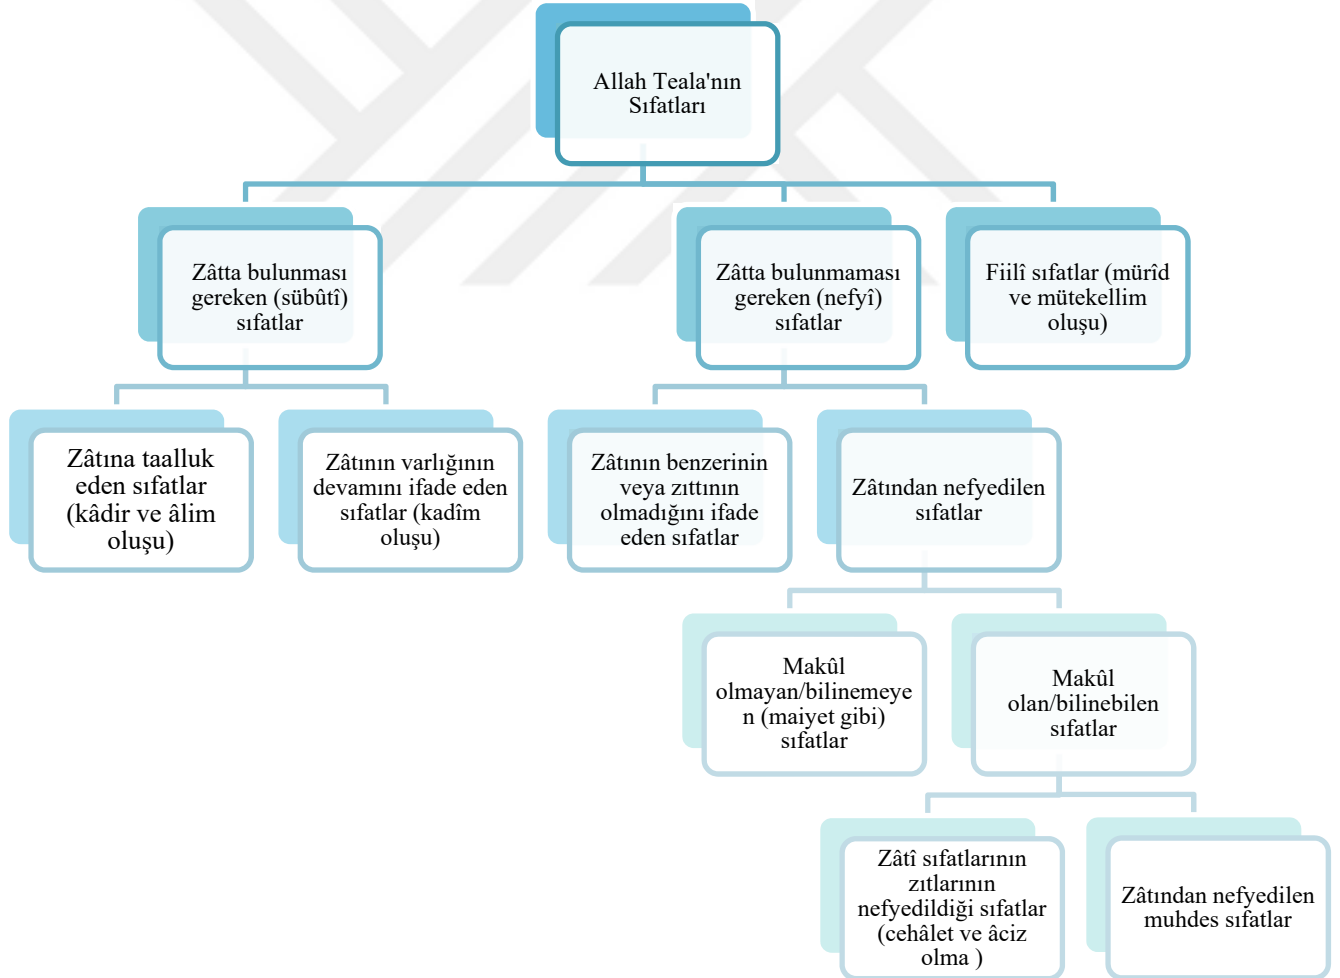 Allah Teala'nın
Sıfatları
Zâtta bulunması
gereken (sübûtî)
sıfatlar
Zâtta bulunmaması
gereken (nefyî)
sıfatlar
Fiilî sıfatlar (mürîd
ve mütekellim
oluşu)
Zâtına taalluk
eden sıfatlar
(kâdir ve âlim
oluşu)
Zâtının varlığının
devamını ifade eden
sıfatlar (kadîm
oluşu)
Zâtının benzerinin
veya zıttının
olmadığını ifade
eden sıfatlar
Zâtından nefyedilen
sıfatlar
Makûl
olmayan/bilinemeye
n (maiyet gibi)
sıfatlar
Makûl
olan/bilinebilen
sıfatlar
Zâtî sıfatlarının
zıtlarının
nefyedildiği sıfatlar
(cehâlet ve âciz
olma )
Zâtından nefyedilen
muhdes sıfatlar